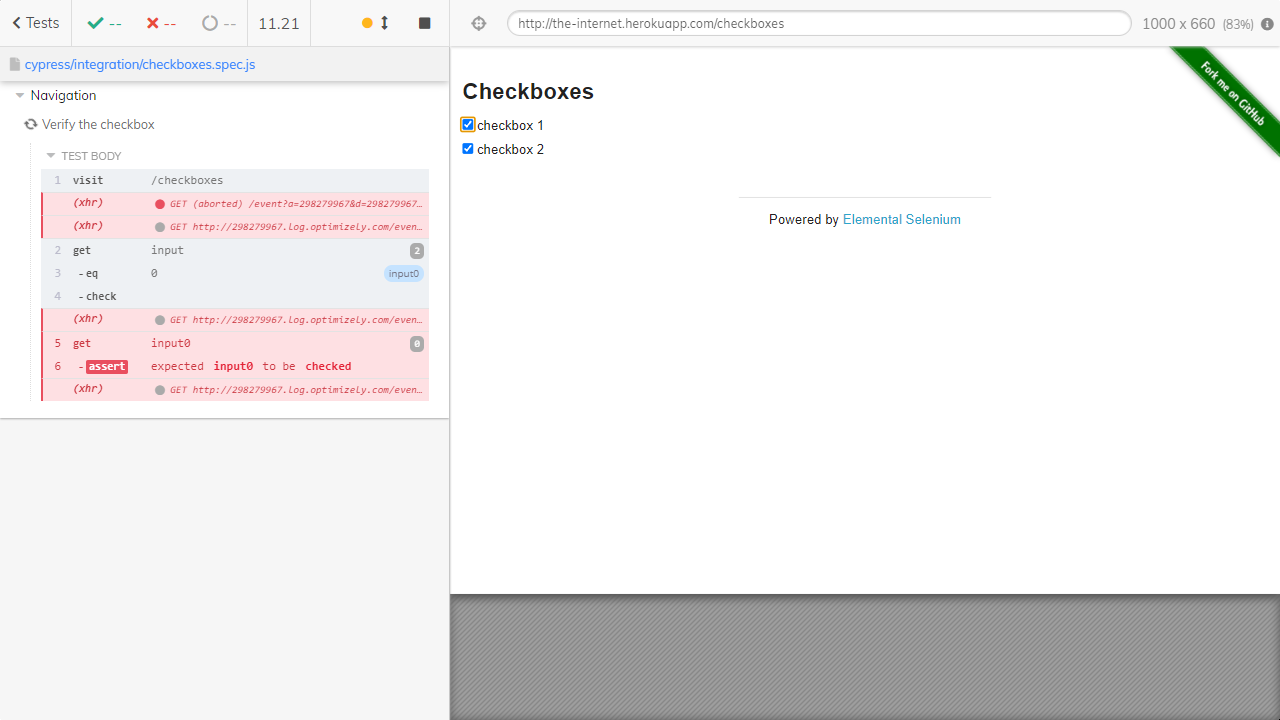 Tests -- -- -- 11.21
cypress/integration/checkboxes.spec.js
Navigation
Verify the checkbox
TEST BODY
1 visit /checkboxes
(xhr) GET (aborted) /event?a=298279967&d=298279967…
(xhr) GET http://298279967.log.optimizely.com/even…
2 get input 2
3 -eq 0 input0
4 -check
(xhr) GET http://298279967.log.optimizely.com/even…
5 get input0 0
6 -assert expected input0 to be checked
(xhr) GET http://298279967.log.optimizely.com/even…
http://the-internet.herokuapp.com/checkboxes 1000 x 660 (83%)
Fork me on GitHub
Checkboxes
checkbox 1
checkbox 2
Powered by Elemental Selenium